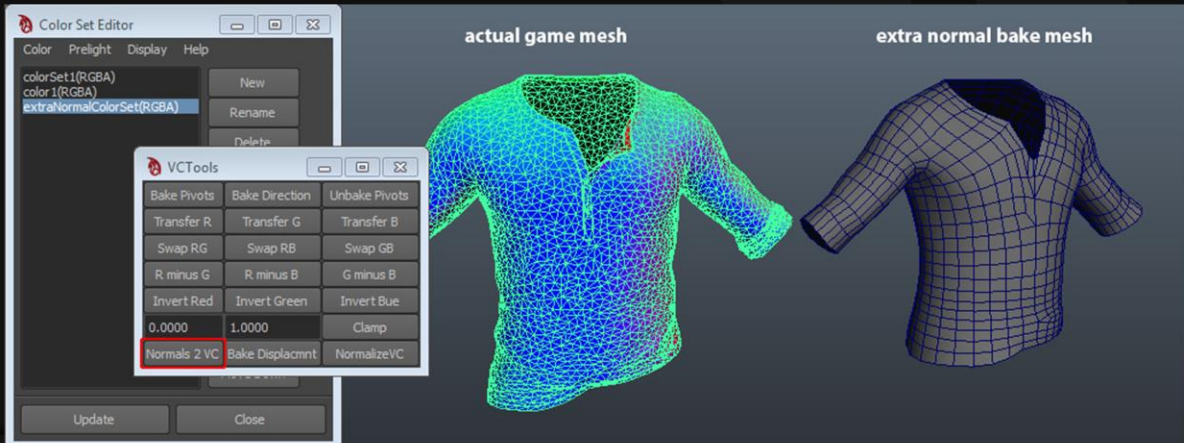 Color Set Editor
Color Prelight Display Help
colorSet1(RGBA)
color1(RGBA)
extraNormalColorSet(RGBA)
New
Rename
Delete
VCTools
Bake Pivots Bake Direction Unbake Pivots
Transfer R Transfer G Transfer B
Swap RG Swap RB Swap GB
R minus G R minus B G minus B
Invert Red Invert Green Invert Bue
0.0000 1.0000 Clamp
Normals 2 VC Bake Displacmnt NormalizeVC
Update Close
actual game mesh
extra normal bake mesh